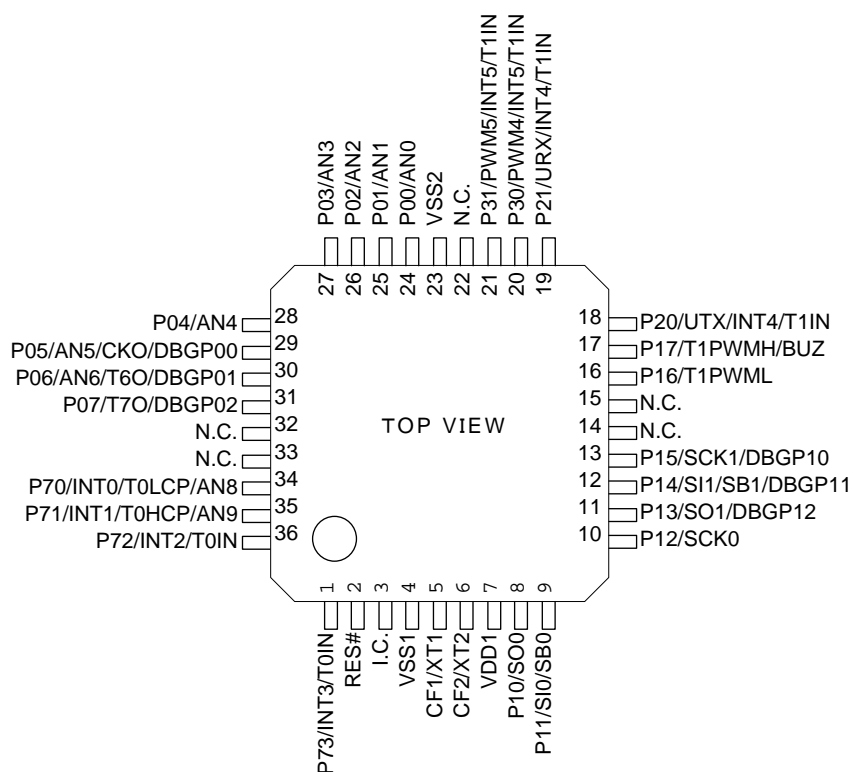 P03/AN3
P02/AN2
P01/AN1
P00/AN0
VSS2
N.C.
P31/PWM5/INT5/T1IN
P30/PWM4/INT5/T1IN
P21/URX/INT4/T1IN
27
26
25
24
23
22
21
20
19
P04/AN4
28
P05/AN5/CKO/DBGP00
29
P06/AN6/T6O/DBGP01
30
P07/T7O/DBGP02
31
N.C.
32
N.C.
33
P70/INT0/T0LCP/AN8
34
P71/INT1/T0HCP/AN9
35
P72/INT2/T0IN
36
TOP VIEW
18
P20/UTX/INT4/T1IN
17
P17/T1PWMH/BUZ
16
P16/T1PWML
15
N.C.
14
N.C.
13
P15/SCK1/DBGP10
12
P14/SI1/SB1/DBGP11
11
P13/SO1/DBGP12
10
P12/SCK0
1
2
3
4
5
6
7
8
9
P73/INT3/T0IN
RES#
I.C.
VSS1
CF1/XT1
CF2/XT2
VDD1
P10/SO0
P11/SI0/SB0